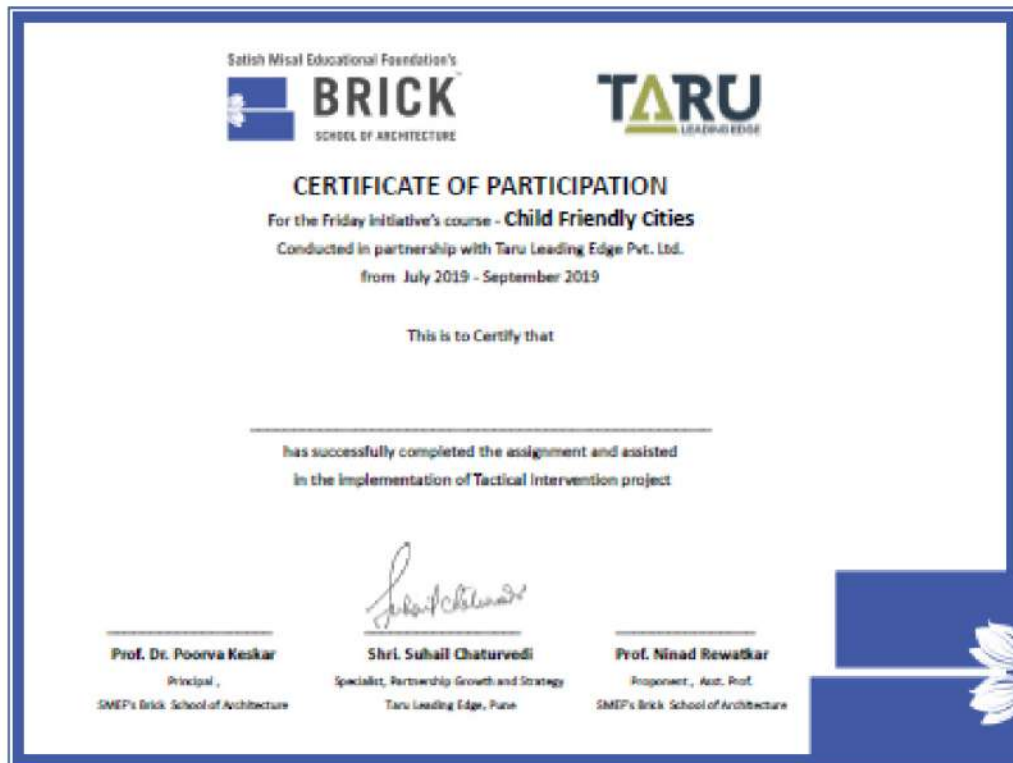 Satish Misal Educational Foundation's
BRICK™
SCHOOL OF ARCHITECTURE
TARU
LEADING EDGE
CERTIFICATE OF PARTICIPATION
For the Friday initiative's course - Child Friendly Cities
Conducted in partnership with Taru Leading Edge Pvt. Ltd.
from July 2019 - September 2019
This is to Certify that
has successfully completed the assignment and assisted
in the implementation of Tactical Intervention project
Suhail Chaturvedi
Prof. Dr. Poorva Keskar
Principal ,
SMEF's Brick School of Architecture
Shri. Suhail Chaturvedi
Specialist, Partnership Growth and Strategy
Taru Leading Edge, Pune
Prof. Ninad Rewatkar
Proponent , Asst. Prof.
SMEF's Brick School of Architecture